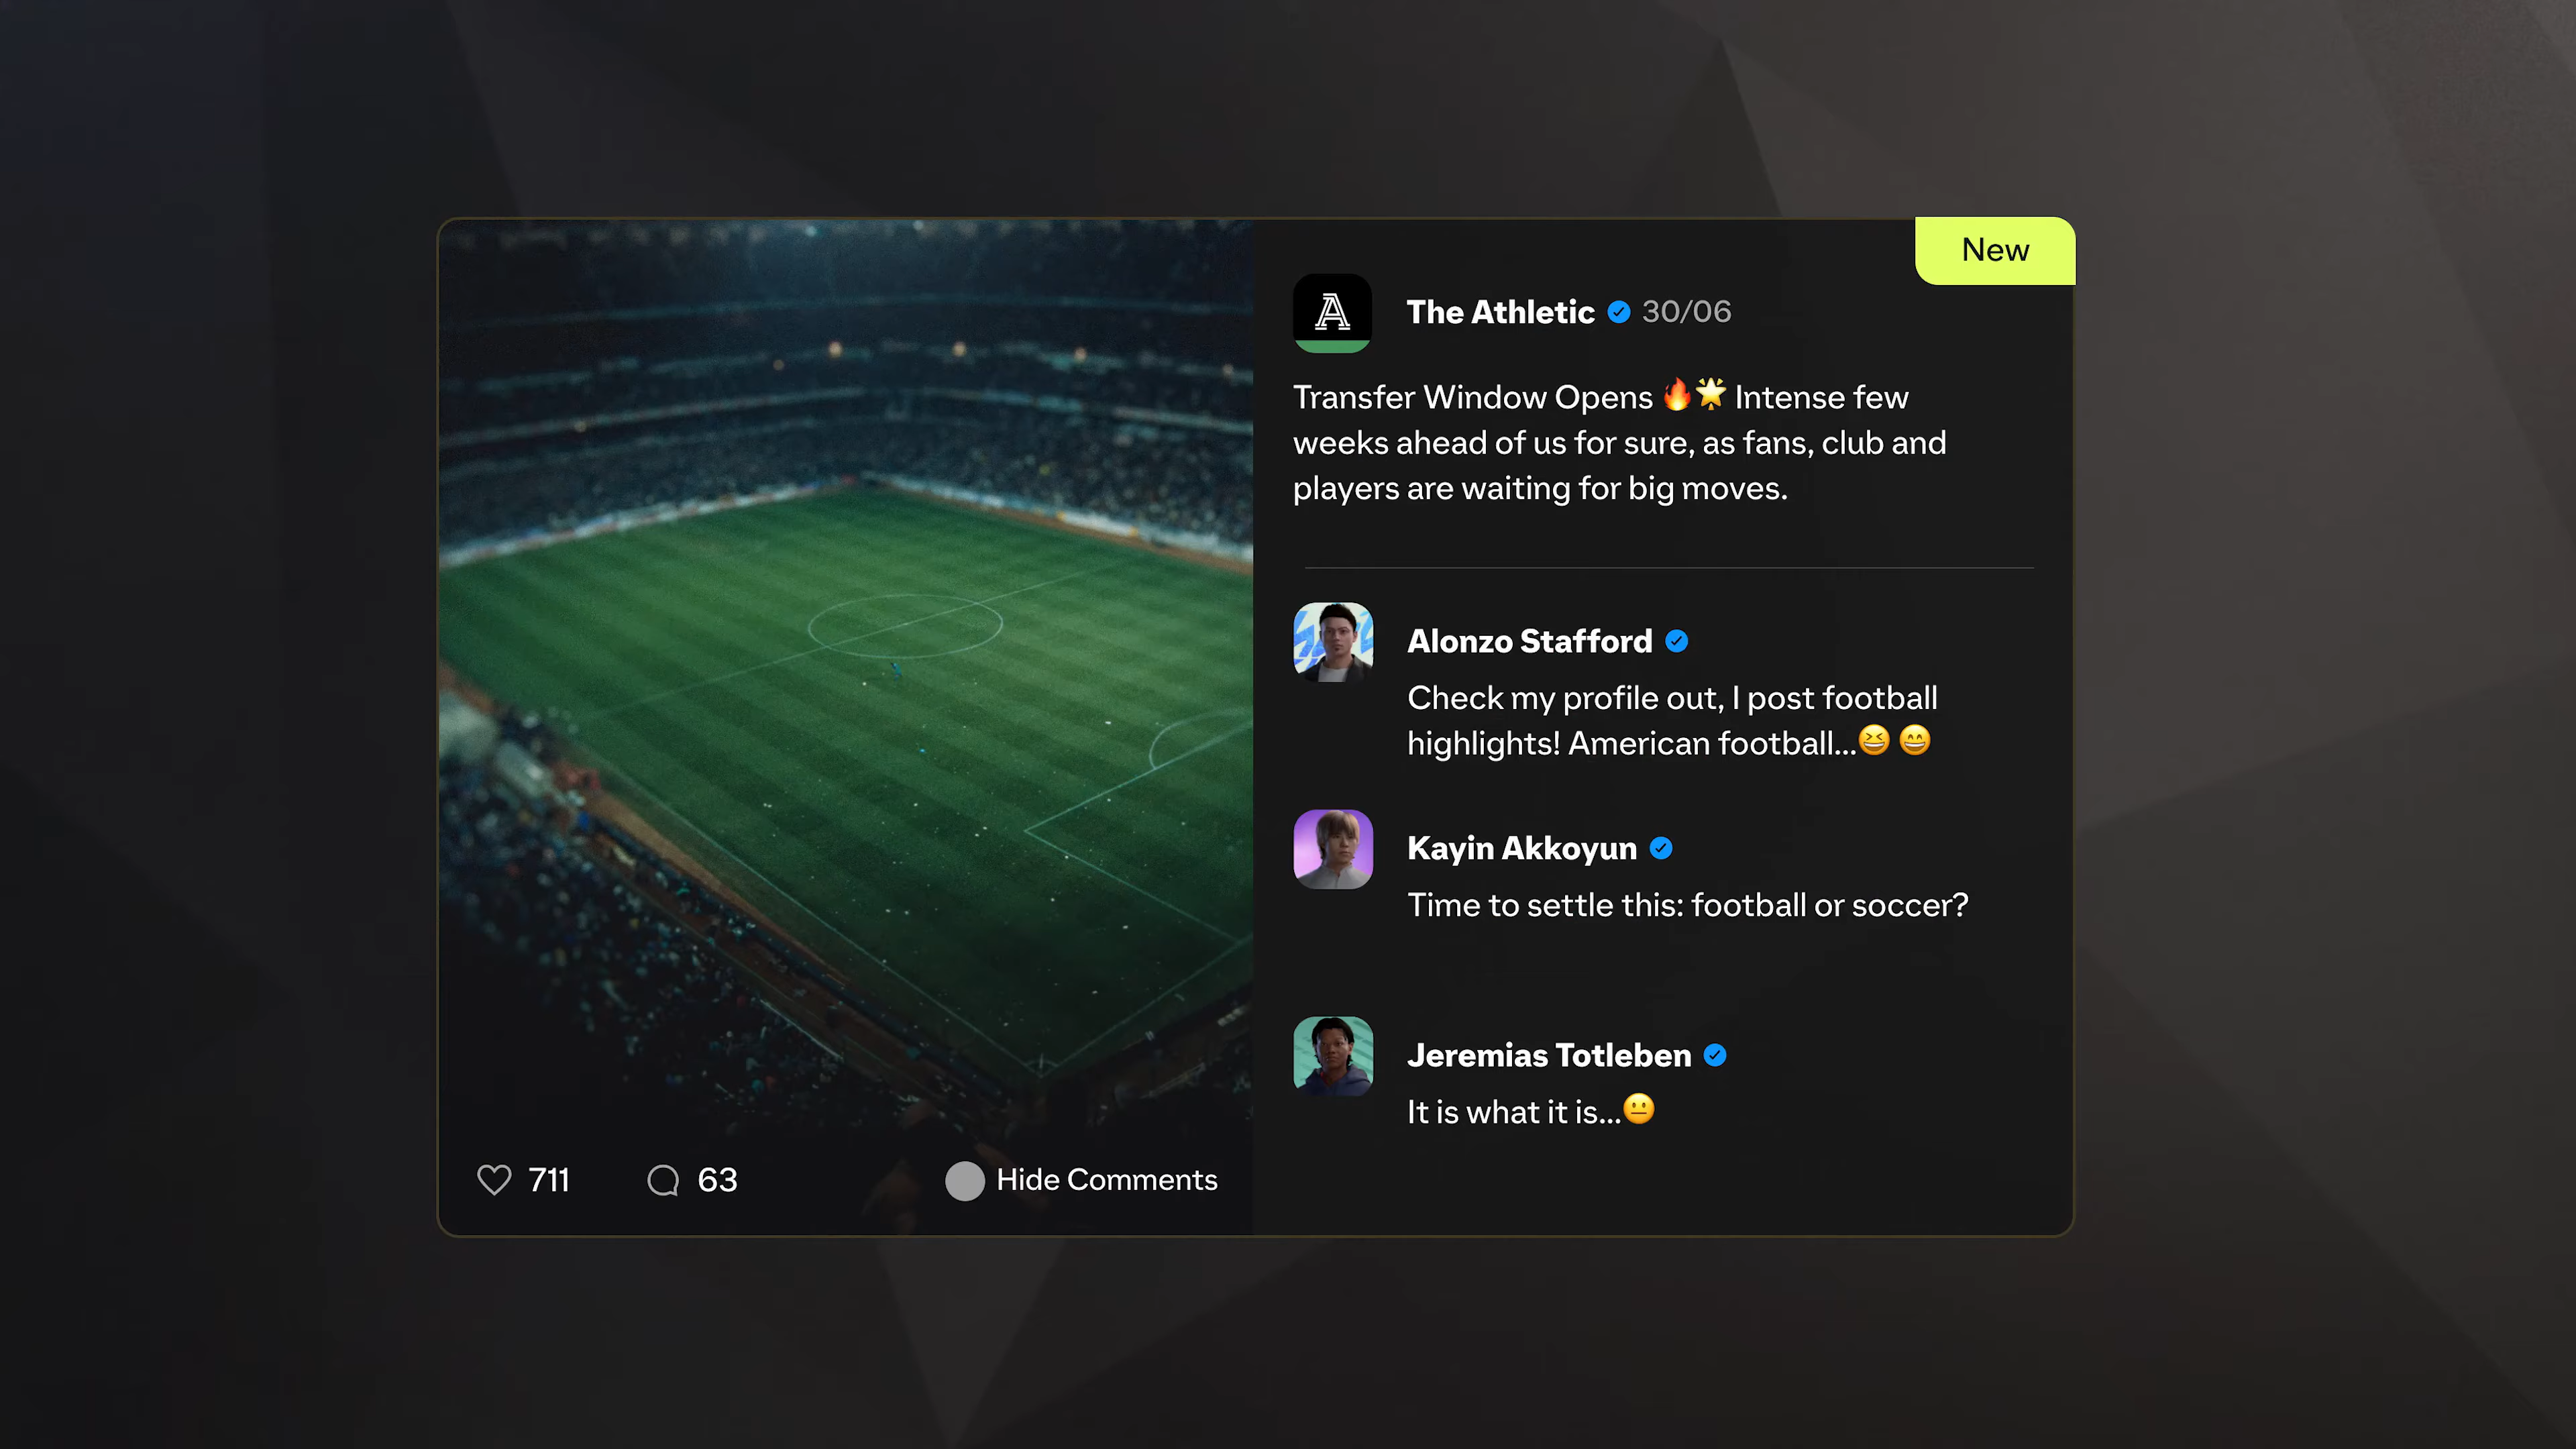 New
The Athletic 30/06
Transfer Window Opens 🔥🌟 Intense few
weeks ahead of us for sure, as fans, club and
players are waiting for big moves.
Alonzo Stafford
Check my profile out, I post football
highlights! American football...😆 😄
Kayin Akkoyun
Time to settle this: football or soccer?
Jeremias Totleben
It is what it is...😐
711 63 Hide Comments